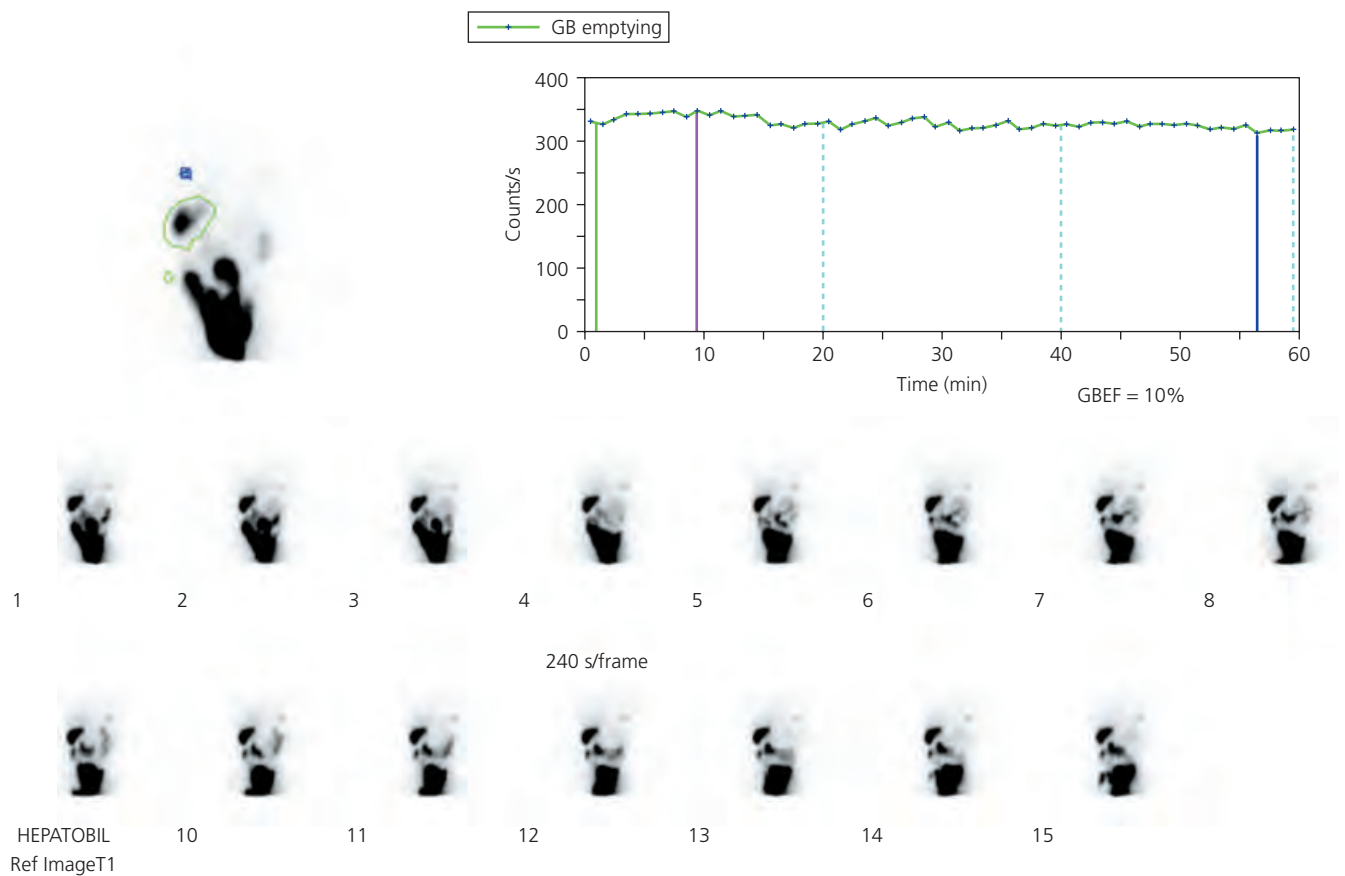 GB emptying
400
300
200
100
0
Counts/s
0 10 20 30 40 50 60
Time (min)
GBEF = 10%
1 2 3 4 5 6 7 8
240 s/frame
HEPATOBIL 10 11 12 13 14 15
Ref ImageT1